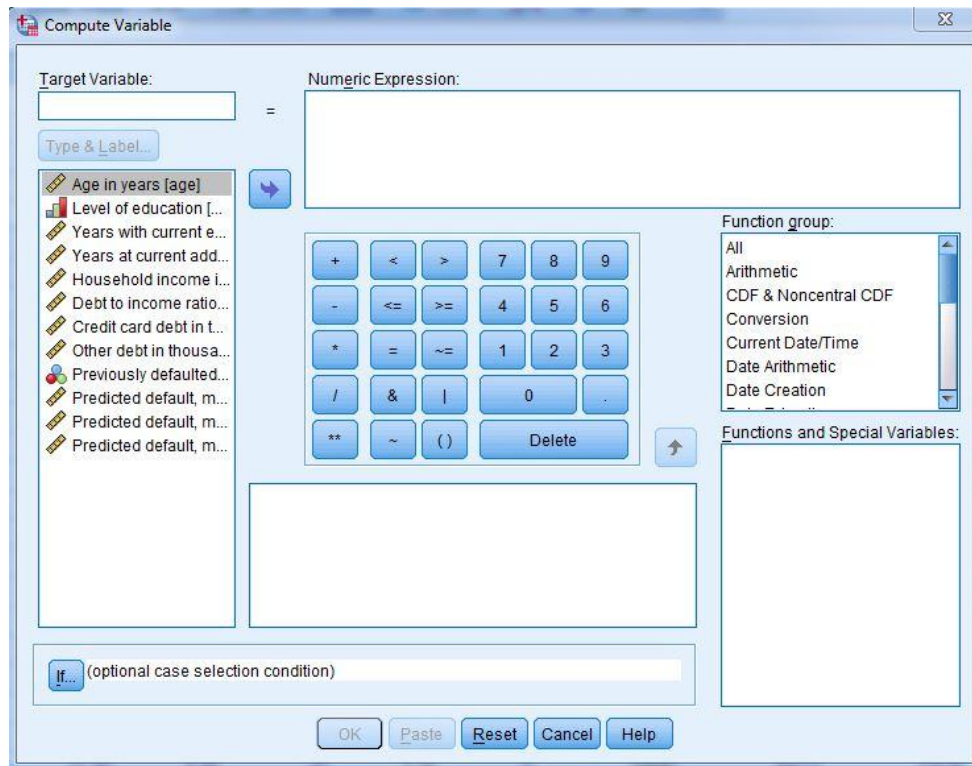 Compute Variable
Target Variable:
Numeric Expression:
=
Type & Label...
Age in years [age]
Level of education [...
Years with current e...
Years at current add...
Household income i...
Debt to income ratio...
Credit card debt in t...
Other debt in thousa...
Previously defaulted...
Predicted default, m...
Predicted default, m...
Predicted default, m...
+ < > 7 8 9
- <= >= 4 5 6
* = ~= 1 2 3
/ & | 0 .
** ~ ( ) Delete
Function group:
All
Arithmetic
CDF & Noncentral CDF
Conversion
Current Date/Time
Date Arithmetic
Date Creation
Functions and Special Variables:
If... (optional case selection condition)
OK Paste Reset Cancel Help